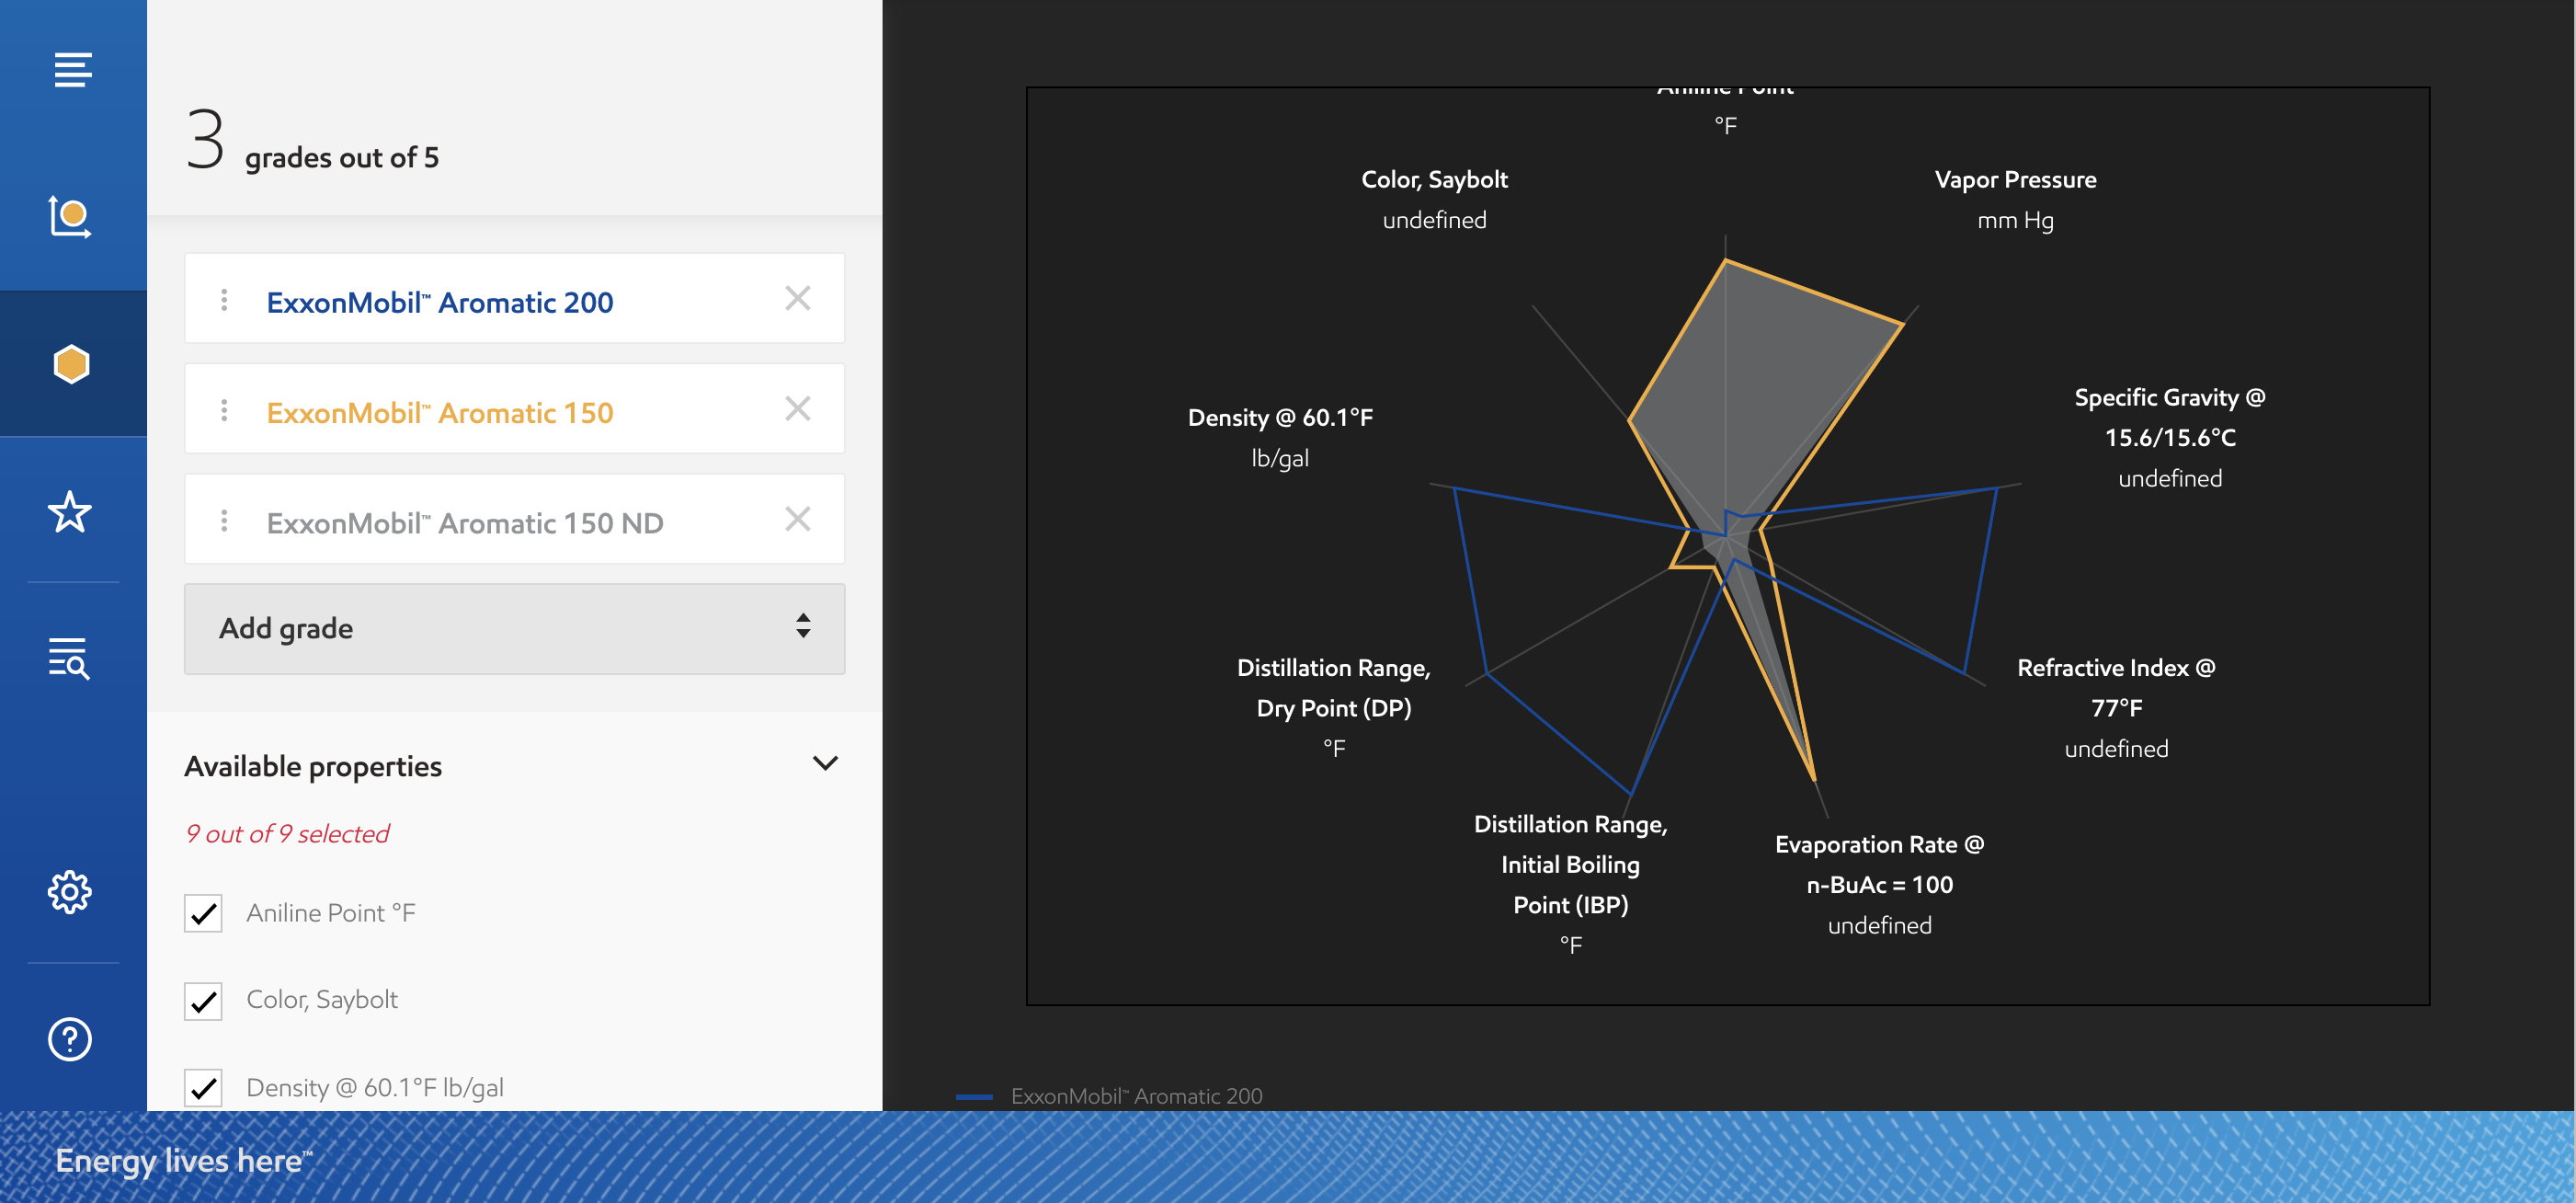 3 grades out of 5
ExxonMobil™ Aromatic 200
ExxonMobil™ Aromatic 150
ExxonMobil™ Aromatic 150 ND
Add grade
Available properties
9 out of 9 selected
Aniline Point °F
Color, Saybolt
Density @ 60.1°F lb/gal
Aniline Point
°F
Color, Saybolt
undefined
Vapor Pressure
mm Hg
Density @ 60.1°F
lb/gal
Specific Gravity @
15.6/15.6°C
undefined
Distillation Range,
Dry Point (DP)
°F
Refractive Index @
77°F
undefined
Distillation Range,
Initial Boiling
Point (IBP)
°F
Evaporation Rate @
n-BuAc = 100
undefined
ExxonMobil™ Aromatic 200
Energy lives here™